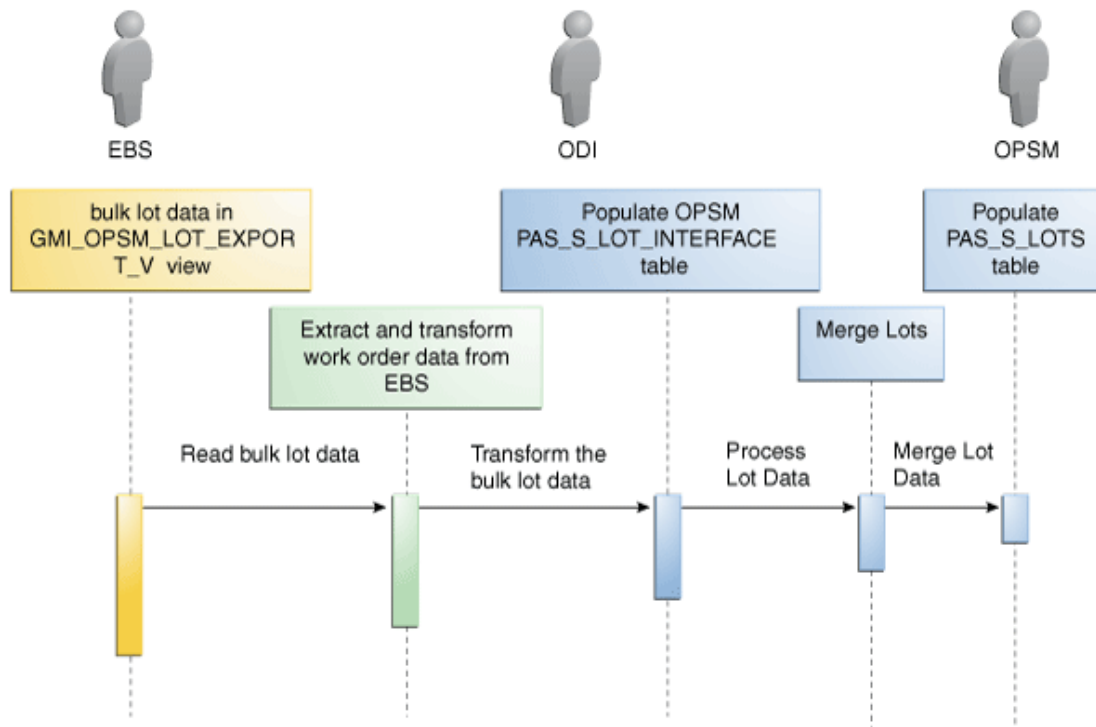 EBS
ODI
OPSM
bulk lot data in
GMI_OPSM_LOT_EXPOR
T_V view
Populate OPSM
PAS_S_LOT_INTERFACE
table
Populate
PAS_S_LOTS
table
Extract and transform
work order data from
EBS
Merge Lots
Read bulk lot data
Transform the
bulk lot data
Process
Lot Data
Merge Lot
Data